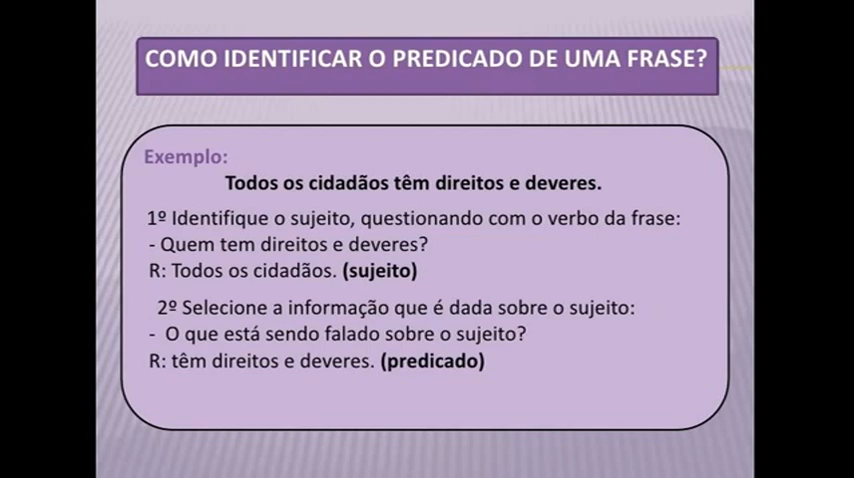 COMO IDENTIFICAR O PREDICADO DE UMA FRASE?
Exemplo:
Todos os cidadãos têm direitos e deveres.
1º Identifique o sujeito, questionando com o verbo da frase:
- Quem tem direitos e deveres?
R: Todos os cidadãos. (sujeito)
2º Selecione a informação que é dada sobre o sujeito:
- O que está sendo falado sobre o sujeito?
R: têm direitos e deveres. (predicado)